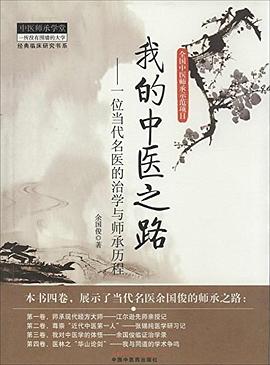 中医师承学堂
一所没有围墙的大学
经典临床研究书系
全国中医师承示范项目
我的中医之路
——一位当代名医的治学与师承历程
余国俊◎著
本书四卷，展示了当代名医余国俊的师承之路：
第一卷、师承现代经方大师——江尔逊先师亲授记
第二卷、尊崇“近代中医第一人”——张锡纯医学研习记
第三卷、我对中医学的体悟——余国俊临证治学录
第四卷、医林之“华山论剑”——我与同道的学术争鸣
中国中医药出版社